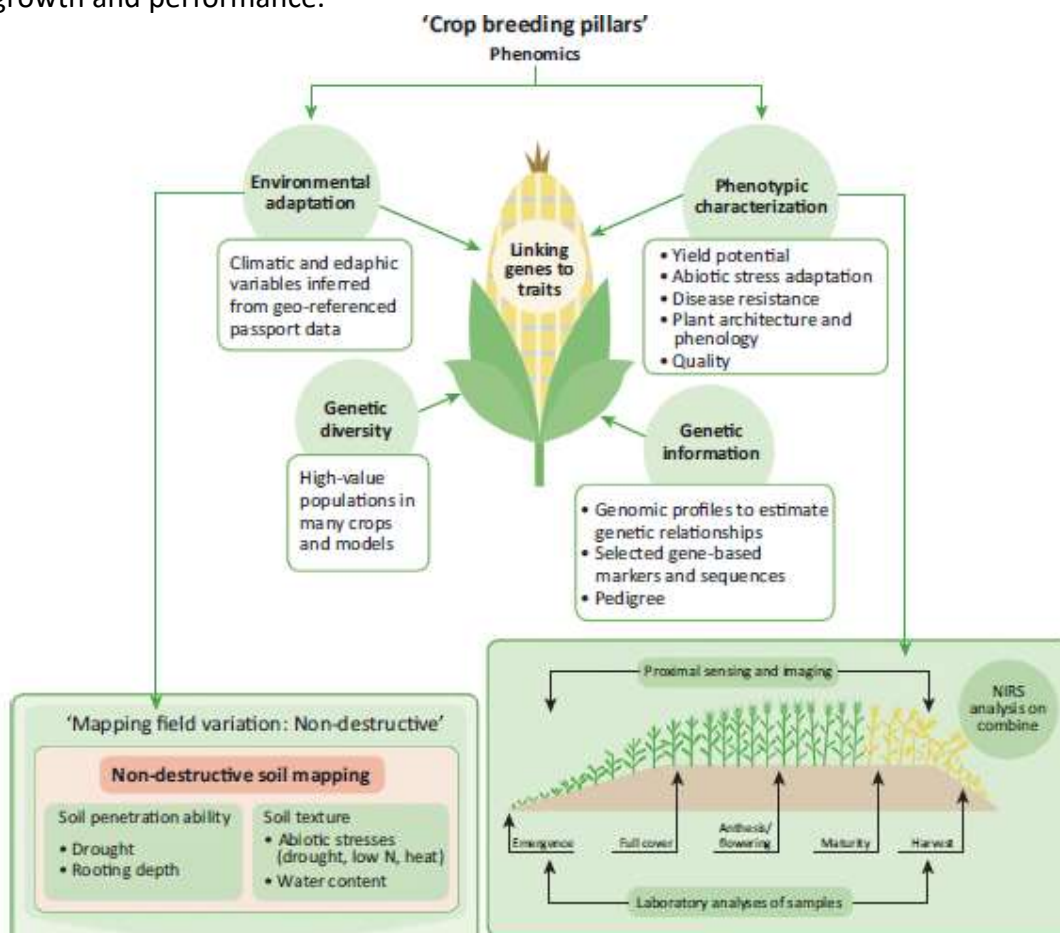 growth and performance.
'Crop breeding pillars'
Phenomics
Environmental
adaptation
Climatic and edaphic
variables inferred
from geo-referenced
passport data
Linking
genes to
traits
Phenotypic
characterization
• Yield potential
• Abiotic stress adaptation
• Disease resistance
• Plant architecture and
phenology
• Quality
Genetic
diversity
High-value
populations in
many crops
and models
Genetic
information
• Genomic profiles to estimate
genetic relationships
• Selected gene-based
markers and sequences
• Pedigree
'Mapping field variation: Non-destructive'
Non-destructive soil mapping
Soil penetration ability
• Drought
• Rooting depth
Soil texture
• Abiotic stresses
(drought, low N, heat)
• Water content
Proximal sensing and imaging
NIRS
analysis on
combine
Emergence
Full cover
Anthesis/
flowering
Maturity
Harvest
Laboratory analyses of samples